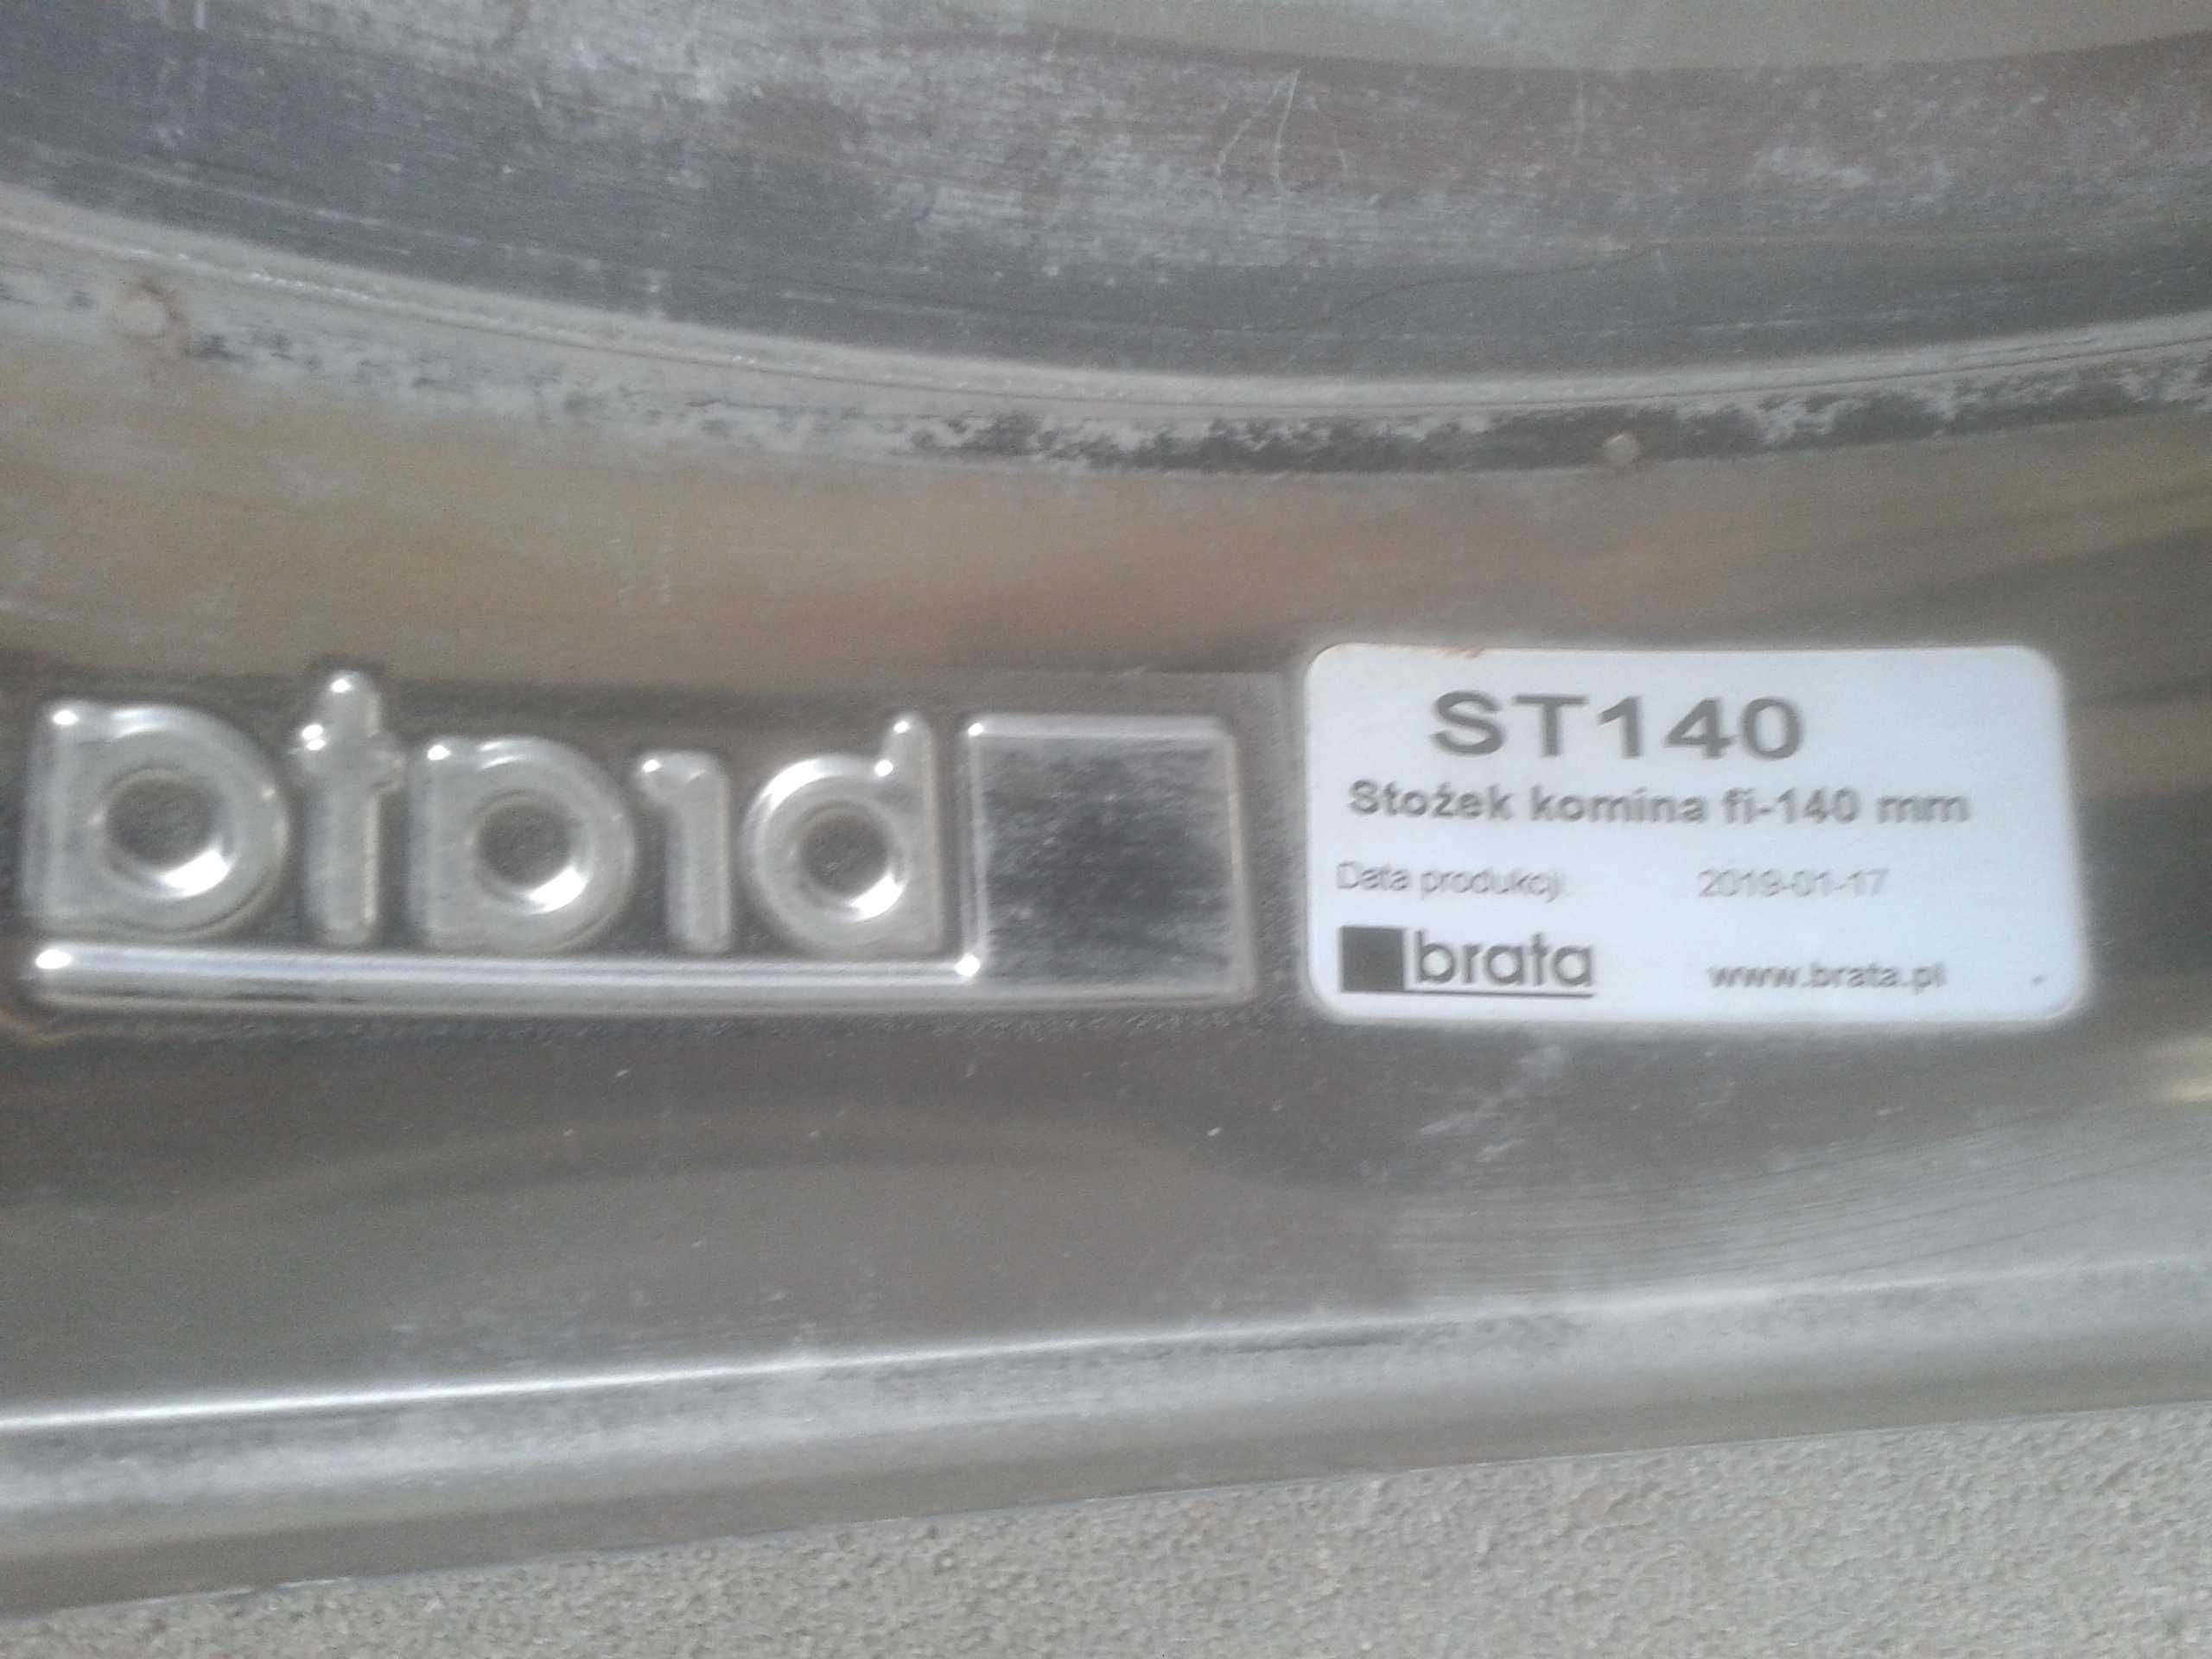 brata
ST140
Stożek komina fi-140 mm
Data produkcji: 2019-01-17
brata www.brata.pl